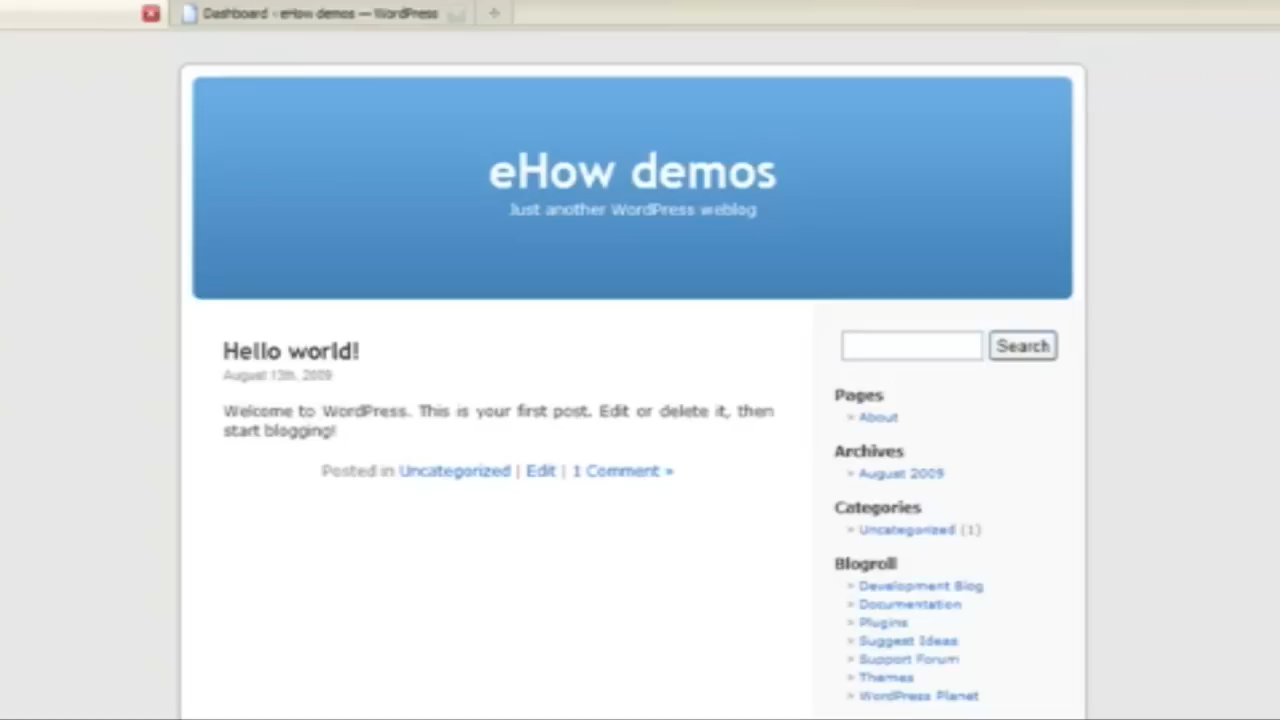 Dashboard ‹ eHow demos — WordPress
eHow demos
Just another WordPress weblog
Hello world!
August 13th, 2009
Welcome to WordPress. This is your first post. Edit or delete it, then
start blogging!
Posted in Uncategorized | Edit | 1 Comment »
Search
Pages
» About
Archives
» August 2009
Categories
» Uncategorized (1)
Blogroll
» Development Blog
» Documentation
» Plugins
» Suggest Ideas
» Support Forum
» Themes
» WordPress Planet